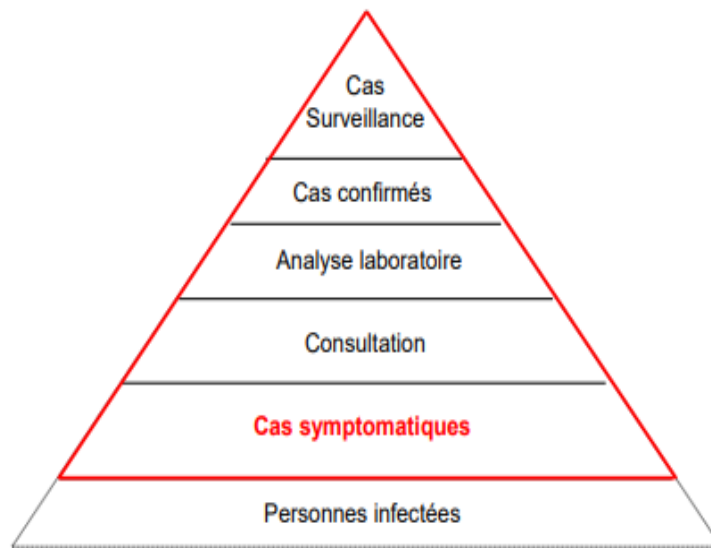 Cas
Surveillance
Cas confirmés
Analyse laboratoire
Consultation
Cas symptomatiques
Personnes infectées